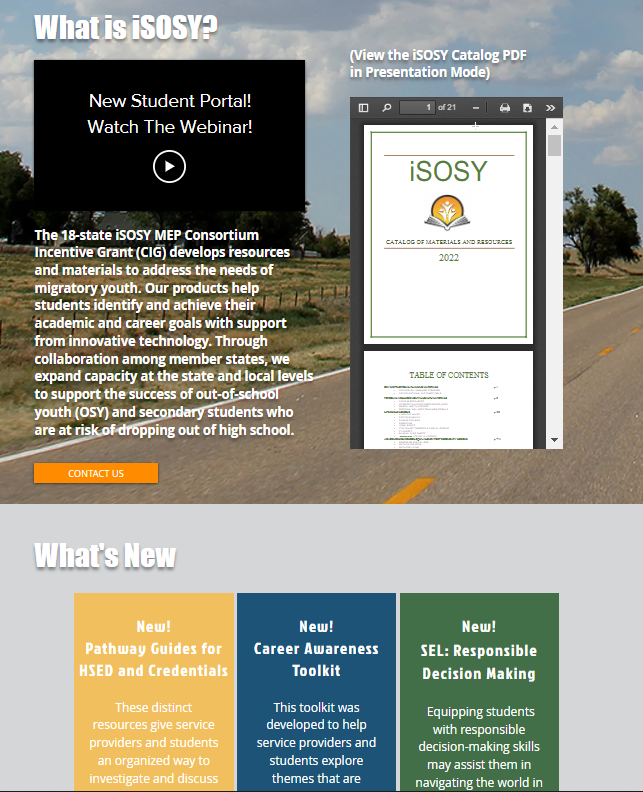 What is iSOSY?
New Student Portal!
Watch The Webinar!
The 18-state iSOSY MEP Consortium
Incentive Grant (CIG) develops resources
and materials to address the needs of
migratory youth. Our products help
students identify and achieve their
academic and career goals with support
from innovative technology. Through
collaboration among member states, we
expand capacity at the state and local levels
to support the success of out-of-school
youth (OSY) and secondary students who
are at risk of dropping out of high school.
CONTACT US
(View the iSOSY Catalog PDF
in Presentation Mode)
1 of 21
iSOSY
CATALOG OF MATERIALS AND RESOURCES
2022
TABLE OF CONTENTS
What's New
New!
Pathway Guides for
HSED and Credentials
These distinct
resources give service
providers and students
an organized way to
investigate and discuss
New!
Career Awareness
Toolkit
This toolkit was
developed to help
service providers and
students explore
themes that are
New!
SEL: Responsible
Decision Making
Equipping students
with responsible
decision-making skills
may assist them in
navigating the world in